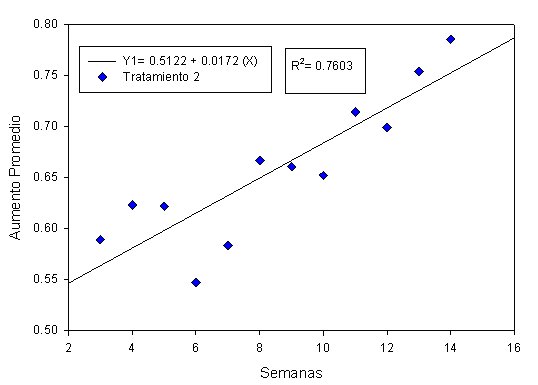 0.80
0.75
0.70
0.65
0.60
0.55
0.50
Aumento Promedio
Y1= 0.5122 + 0.0172 (X)
Tratamiento 2
R²= 0.7603
2 4 6 8 10 12 14 16
Semanas